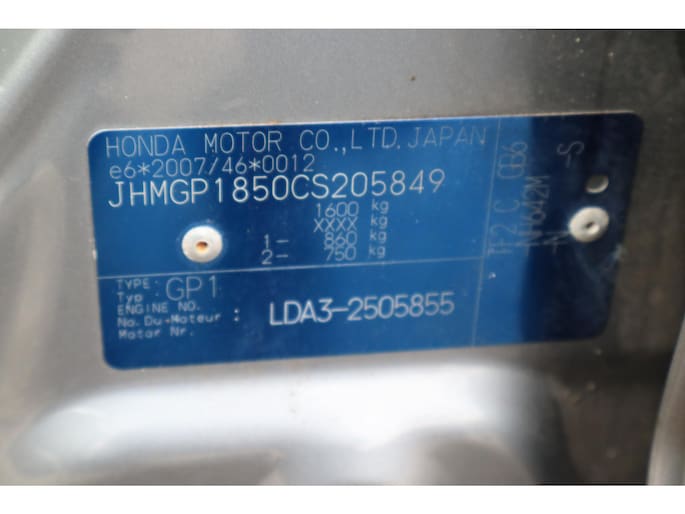 HONDA MOTOR CO.,LTD.JAPAN
e6*2007/46*0012
JHMGP1850CS205849
1600 kg
XXXX kg
1- 860 kg
2- 750 kg
TYPE:
Typ: GP1
ENGINE NO.
No. Du-Moteur : LDA3-2505855
Motor Nr.